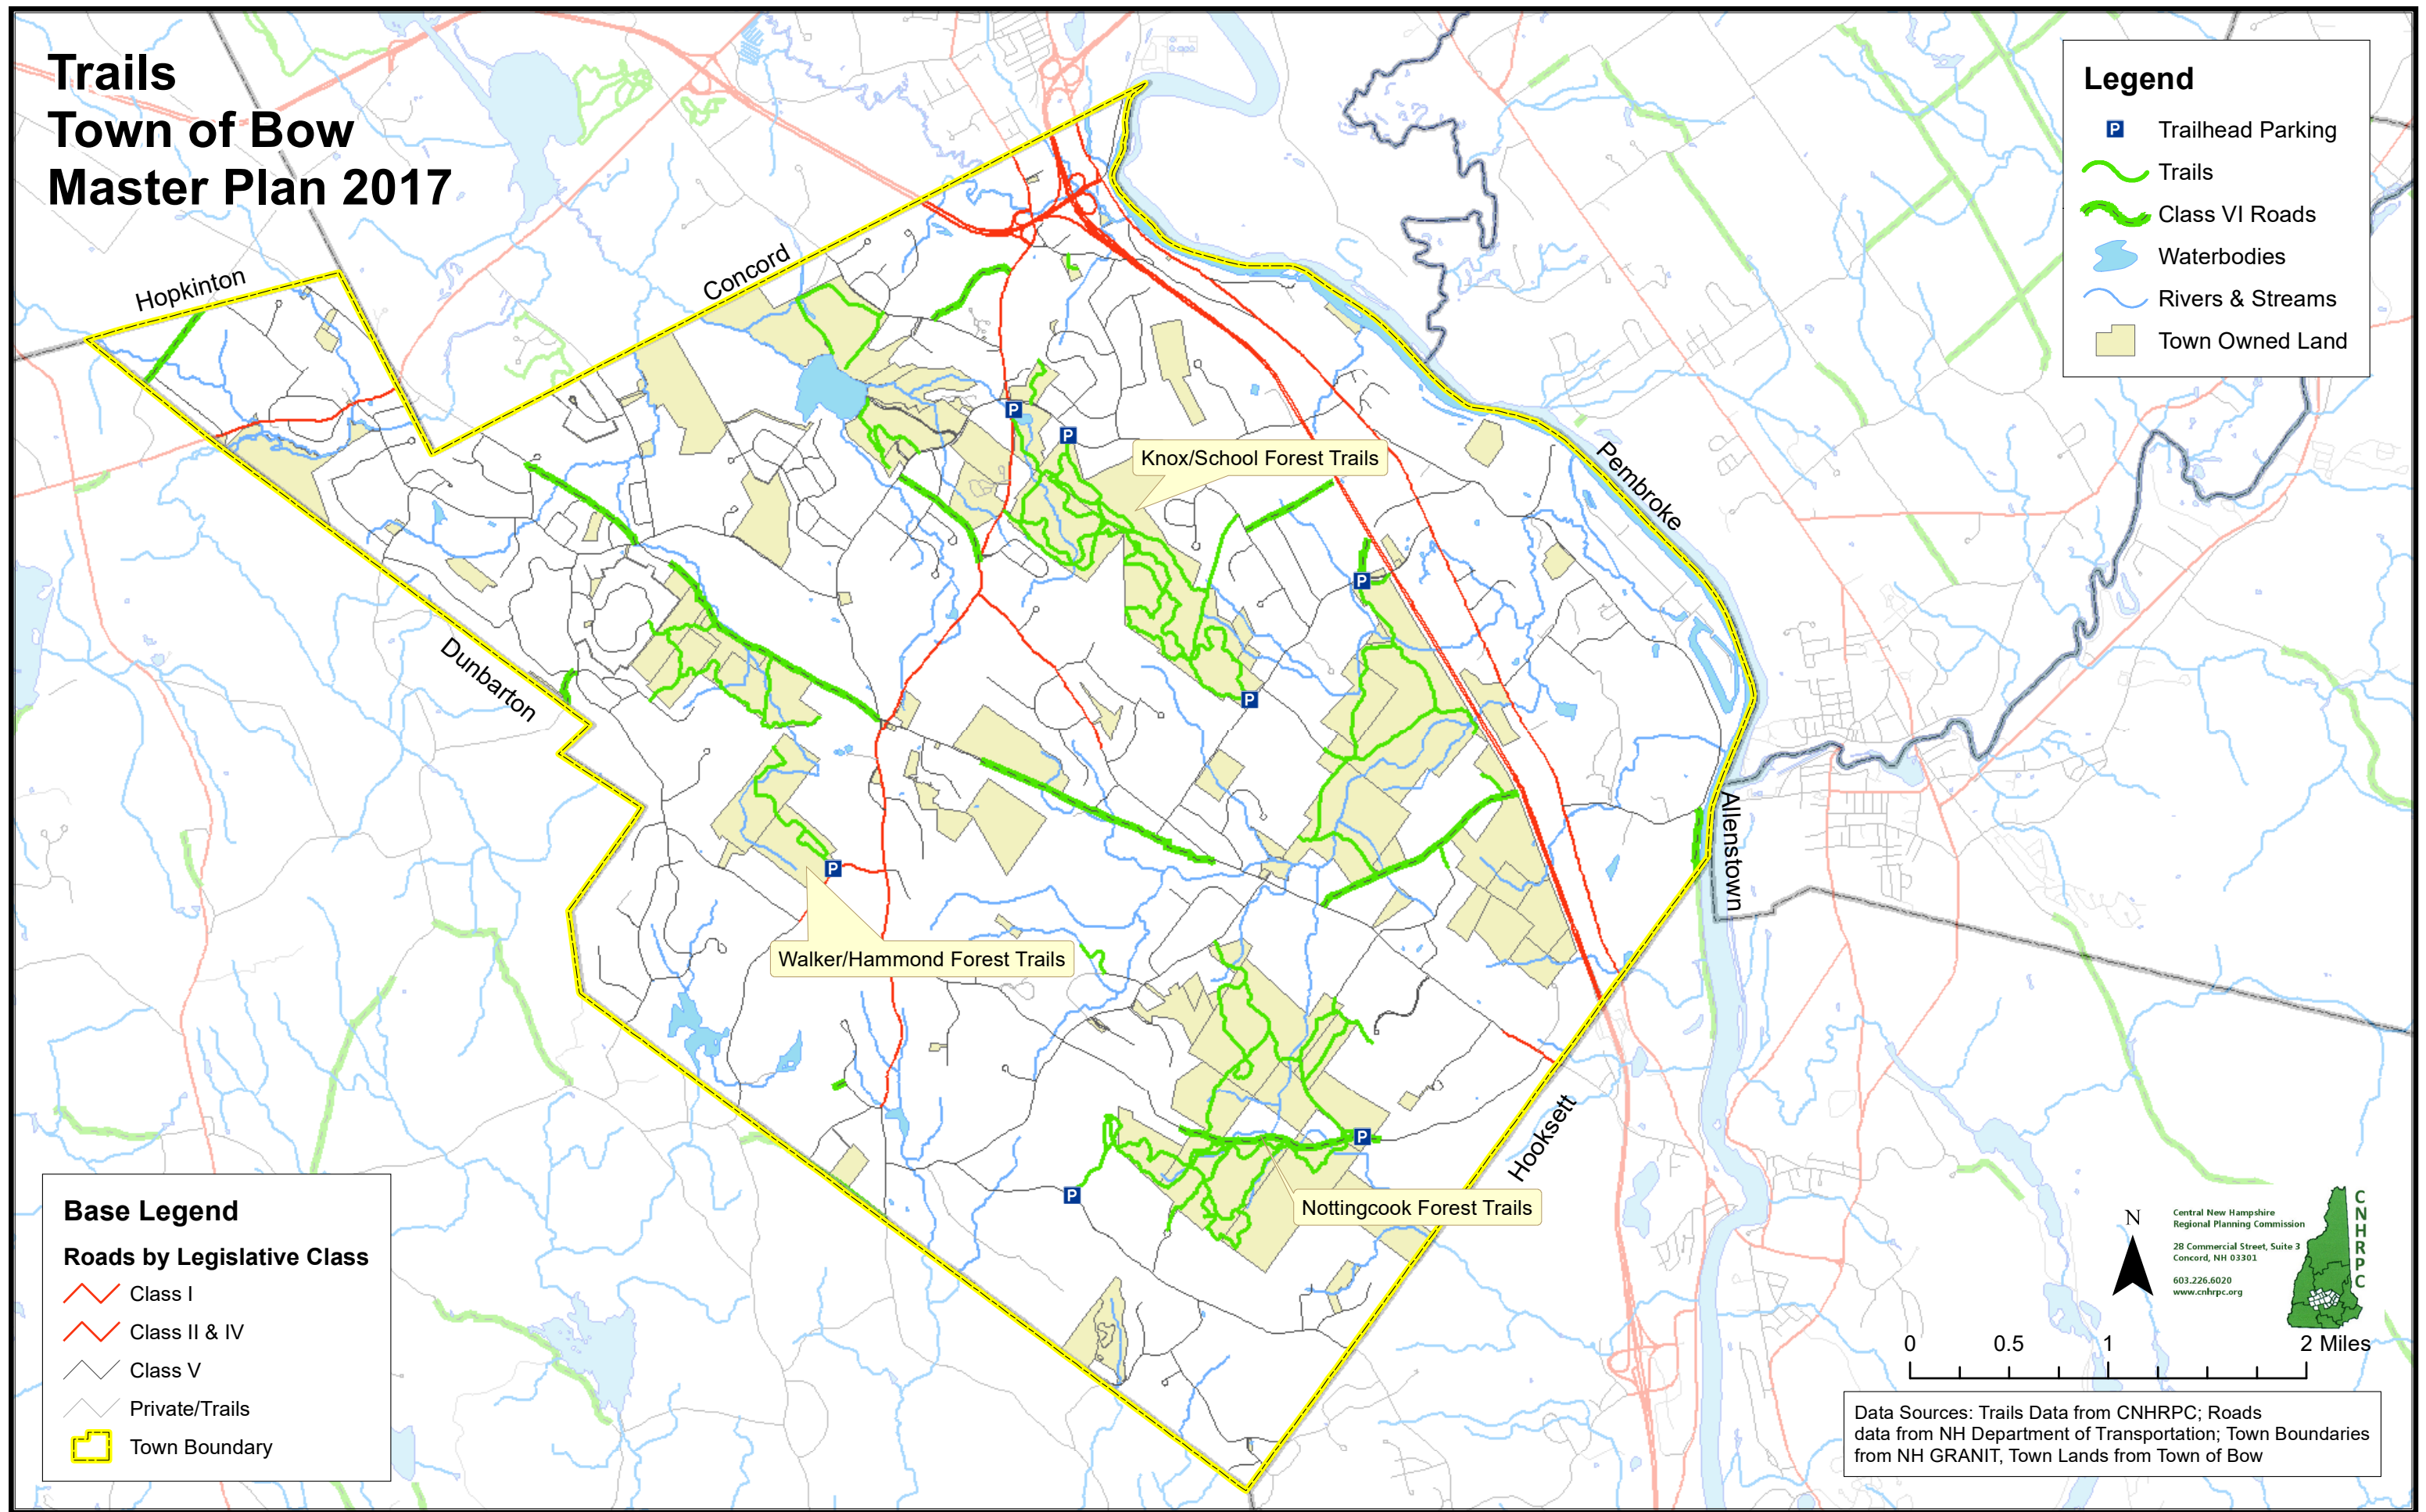 Trails
Town of Bow
Master Plan 2017
Legend
P Trailhead Parking
Trails
Class VI Roads
Waterbodies
Rivers & Streams
Town Owned Land
Hopkinton
Concord
P
P
Knox/School Forest Trails
Pembroke
P
Dunbarton
P
Allenstown
P
Walker/Hammond Forest Trails
P
P
Hooksett
Nottingcook Forest Trails
Base Legend
Roads by Legislative Class
Class I
Class II & IV
Class V
Private/Trails
Town Boundary
N
Central New Hampshire
Regional Planning Commission
28 Commercial Street, Suite 3
Concord, NH 03301
603.226.6020
www.cnhrpc.org
CNHRPC
0 0.5 1 2 Miles
Data Sources: Trails Data from CNHRPC; Roads
data from NH Department of Transportation; Town Boundaries
from NH GRANIT, Town Lands from Town of Bow